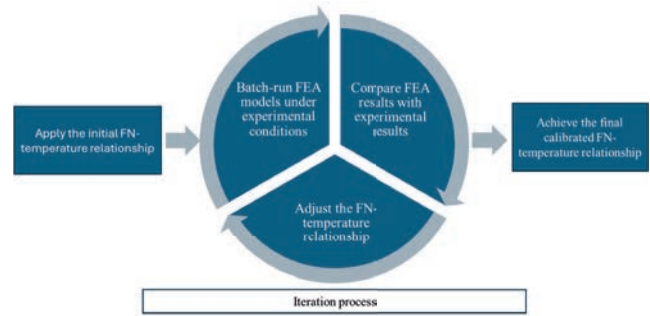 Apply the initial FN-
temperature relationship
Batch-run FEA
models under
experimental
conditions
Compare FEA
results with
experimental
results
Adjust the FN-
temperature
relationship
Achieve the final
calibrated FN-
temperature relationship
Iteration process